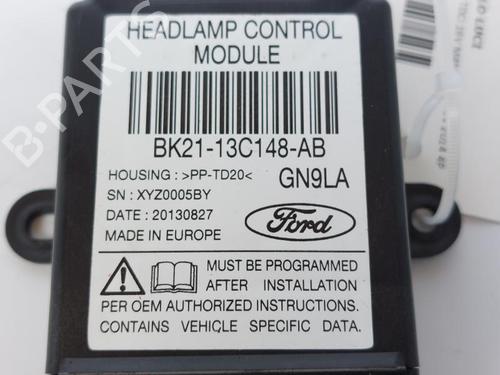 HEADLAMP CONTROL
MODULE
BK21-13C148-AB
HOUSING : >PP-TD20< GN9LA
SN : XYZ0005BY
DATE : 20130827
MADE IN EUROPE
Ford
MUST BE PROGRAMMED
AFTER INSTALLATION
PER OEM AUTHORIZED INSTRUCTIONS.
CONTAINS VEHICLE SPECIFIC DATA.
B-PARTS